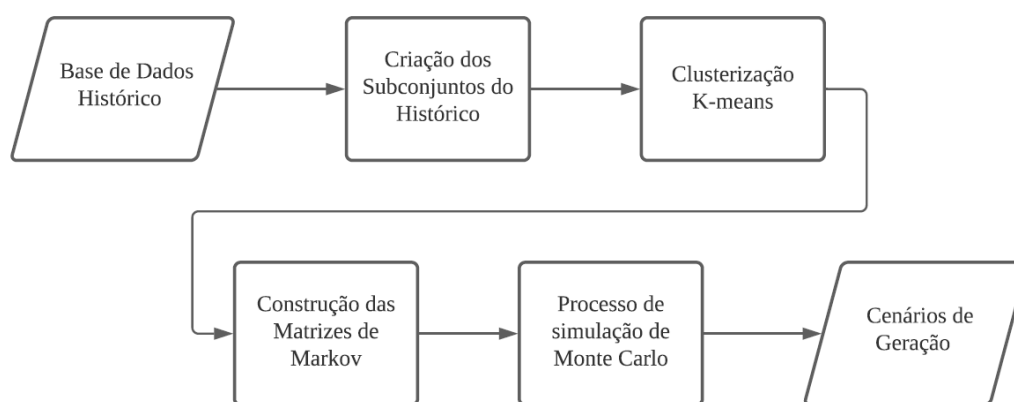 Base de Dados
Histórico
Criação dos
Subconjuntos do
Histórico
Clusterização
K-means
Construção das
Matrizes de
Markov
Processo de
simulação de
Monte Carlo
Cenários de
Geração